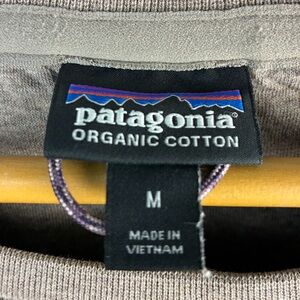 patagonia®
ORGANIC COTTON
M
MADE IN
VIETNAM